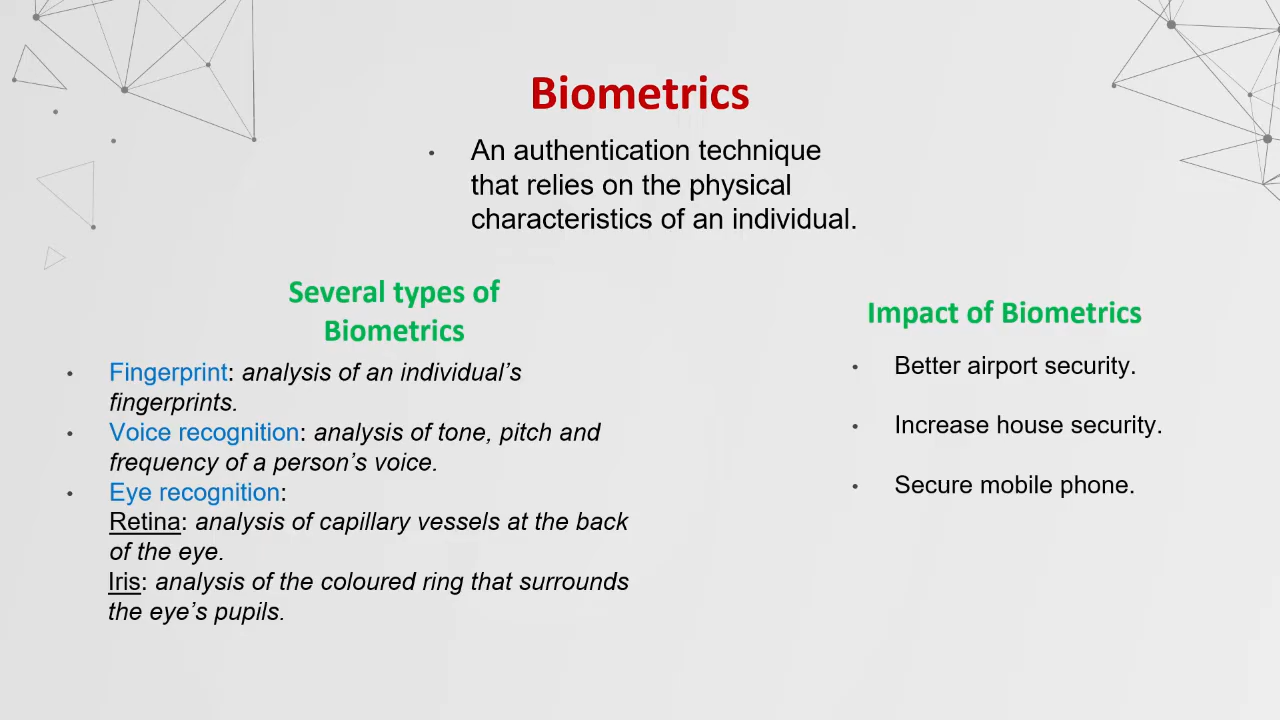 Biometrics
• An authentication technique
that relies on the physical
characteristics of an individual.
Several types of
Biometrics
• Fingerprint: analysis of an individual’s
fingerprints.
• Voice recognition: analysis of tone, pitch and
frequency of a person’s voice.
• Eye recognition:
Retina: analysis of capillary vessels at the back
of the eye.
Iris: analysis of the coloured ring that surrounds
the eye’s pupils.
Impact of Biometrics
• Better airport security.
• Increase house security.
• Secure mobile phone.